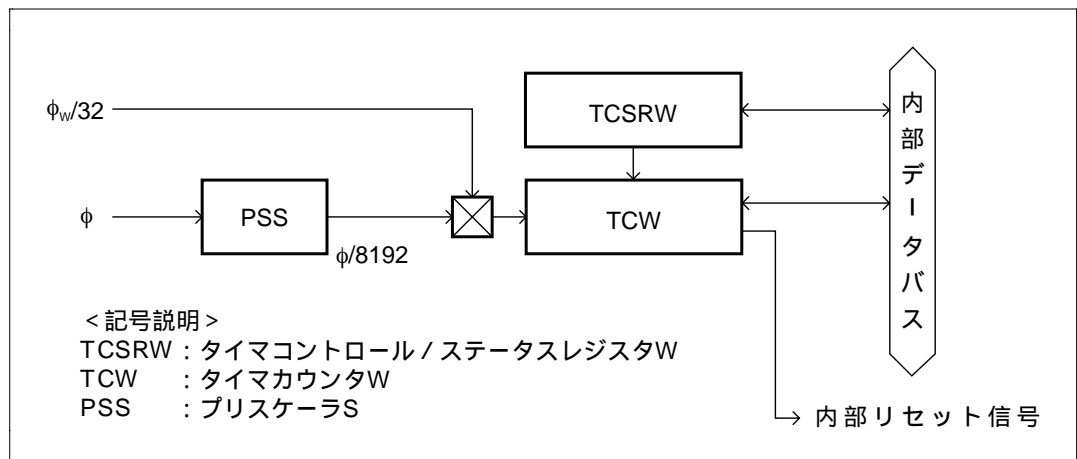 φw/32
TCSRW
φ
PSS
TCW
φ/8192
内部データバス
<記号説明>
TCSRW:タイマコントロール/ステータスレジスタW
TCW :タイマカウンタW
PSS :プリスケーラS
内部リセット信号